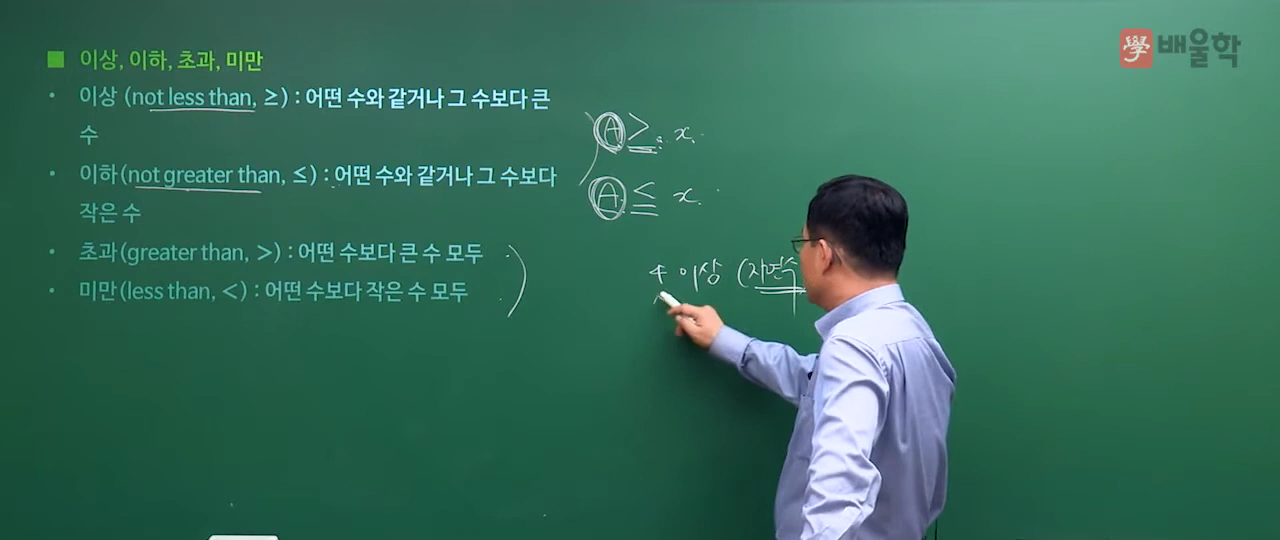 學 배울학
■ 이상, 이하, 초과, 미만
• 이상 (not less than, ≥) : 어떤 수와 같거나 그 수보다 큰
수
• 이하(not greater than, ≤) : 어떤 수와 같거나 그 수보다
작은 수
• 초과(greater than, >) : 어떤 수보다 큰 수 모두
• 미만(less than, <) : 어떤 수보다 작은 수 모두
A ≥ x
A ≤ x
4 이상 (자연수